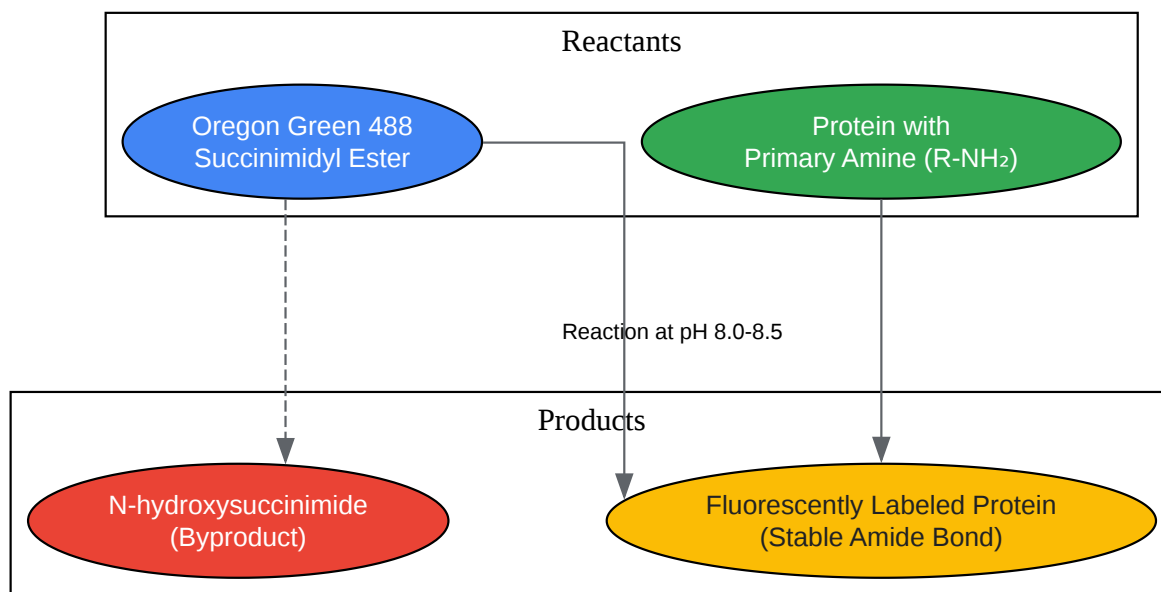 Reactants
Oregon Green 488
Succinimidyl Ester
Protein with
Primary Amine (R-NH₂)
Reaction at pH 8.0-8.5
Products
N-hydroxysuccinimide
(Byproduct)
Fluorescently Labeled Protein
(Stable Amide Bond)